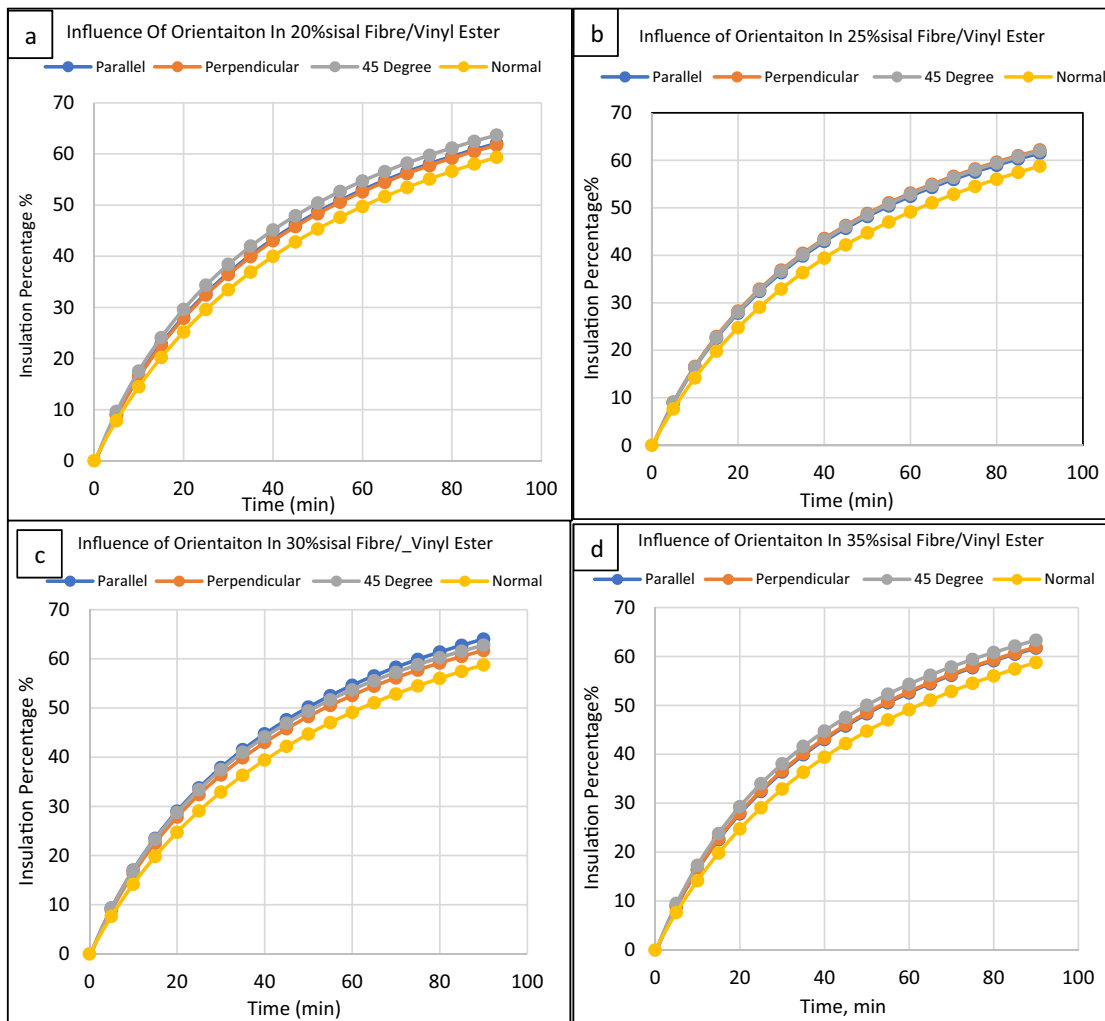 a
Influence Of Orientaiton In 20%sisal Fibre/Vinyl Ester
Parallel Perpendicular 45 Degree Normal
Insulation Percentage %
70
60
50
40
30
20
10
0
0 20 40 60 80 100
Time (min)
b
Influence of Orientaiton In 25%sisal Fibre/Vinyl Ester
Parallel Perpendicular 45 Degree Normal
Insulation Percentage%
70
60
50
40
30
20
10
0
0 20 40 60 80 100
Time (min)
c
Influence of Orientaiton In 30%sisal Fibre/_Vinyl Ester
Parallel Perpendicular 45 Degree Normal
Insulation Percentage %
70
60
50
40
30
20
10
0
0 20 40 60 80 100
Time (min)
d
Influence of Orientaiton In 35%sisal Fibre/Vinyl Ester
Parallel Perpendicular 45 Degree Normal
Insulation Percentage%
70
60
50
40
30
20
10
0
0 20 40 60 80 100
Time, min